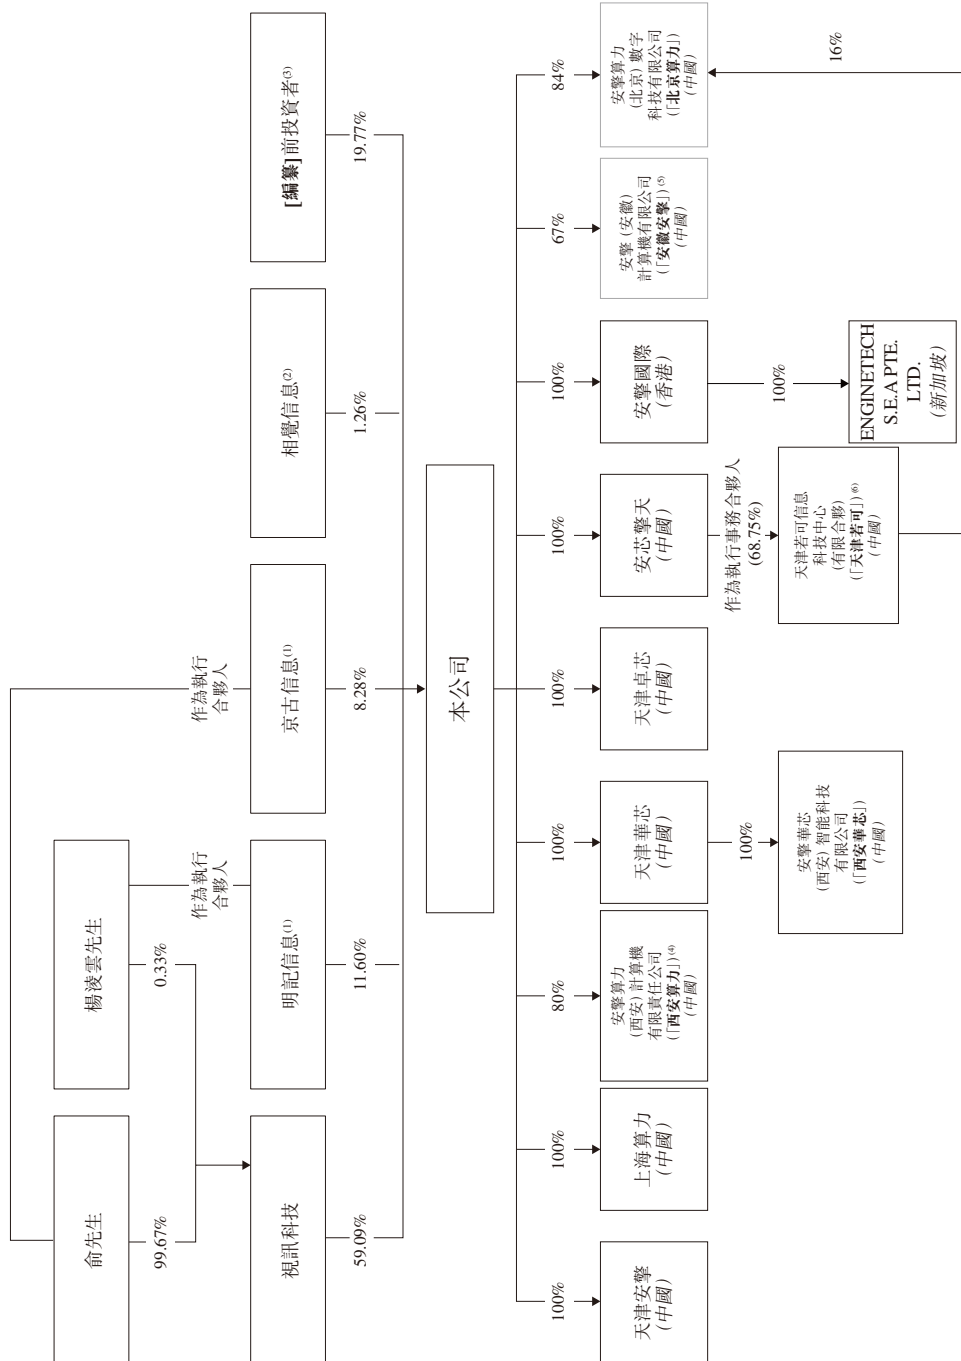 俞先生
楊淩雲先生
99.67%
0.33%
作為執行
合夥人
作為執行
合夥人
視訊科技
明記信息(1)
京古信息(1)
相覺信息(2)
[編纂]前投資者(3)
59.09%
11.60%
8.28%
1.26%
19.77%
本公司
100%
100%
80%
100%
100%
100%
100%
67%
84%
天津安擎
(中國)
上海算力
(中國)
安擎算力
(西安)計算機
有限責任公司
(「西安算力」)(4)
(中國)
天津華芯
(中國)
天津卓芯
(中國)
安芯擎天
(中國)
安擎國際
(香港)
安擎(安徽)
計算機有限公司
(「安徽安擎」)(5)
(中國)
安擎算力
(北京)數字
科技有限公司
(「北京算力」)
(中國)
100%
作為執行事務合夥人
(68.75%)
100%
16%
安擎華芯
(西安)智能科技
有限公司
(「西安華芯」)
(中國)
天津若可信息
科技中心
(有限合夥)
(「天津若可」)(6)
(中國)
ENGINETECH
S.E.A PTE.
LTD.
(新加坡)